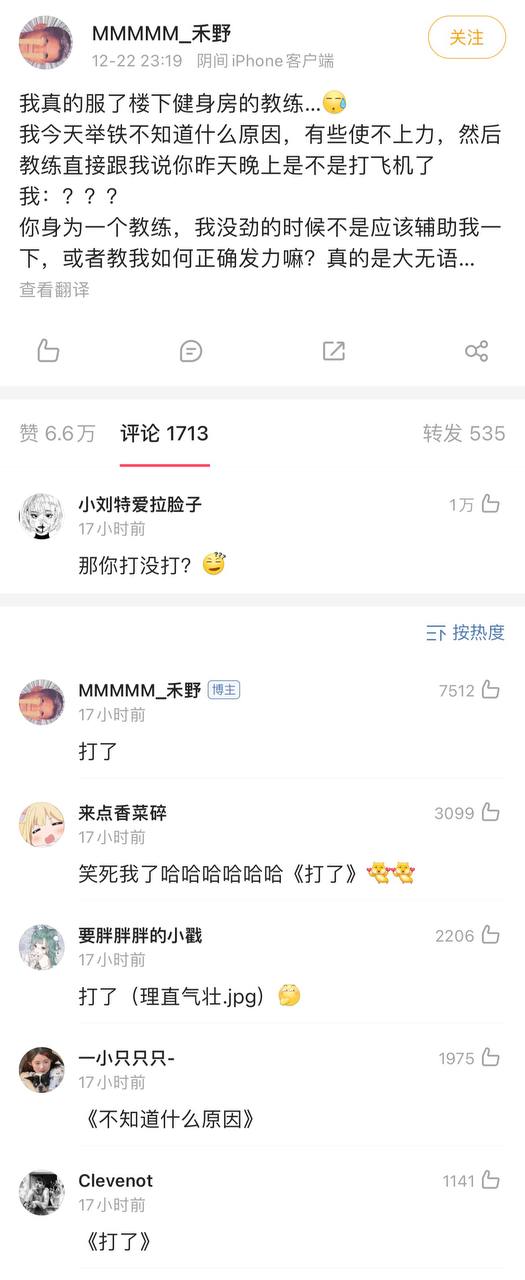 MMMMM_禾野
关注
12-22 23:19 阴间iPhone客户端
我真的服了楼下健身房的教练...
我今天举铁不知道什么原因，有些使不上力，然后
教练直接跟我说你昨天晚上是不是打飞机了
我：？？？
你身为一个教练，我没劲的时候不是应该辅助我一
下，或者教我如何正确发力嘛？真的是大无语...
查看翻译
赞 6.6万 评论 1713 转发 535
小刘特爱拉脸子 1万
17小时前
那你打没打？
按热度
MMMMM_禾野 博主 7512
17小时前
打了
来点香菜碎 3099
17小时前
笑死我了哈哈哈哈哈哈《打了》
要胖胖胖的小戳 2206
17小时前
打了（理直气壮.jpg）
一小只只只- 1975
17小时前
《不知道什么原因》
Clevenot 1141
17小时前
《打了》